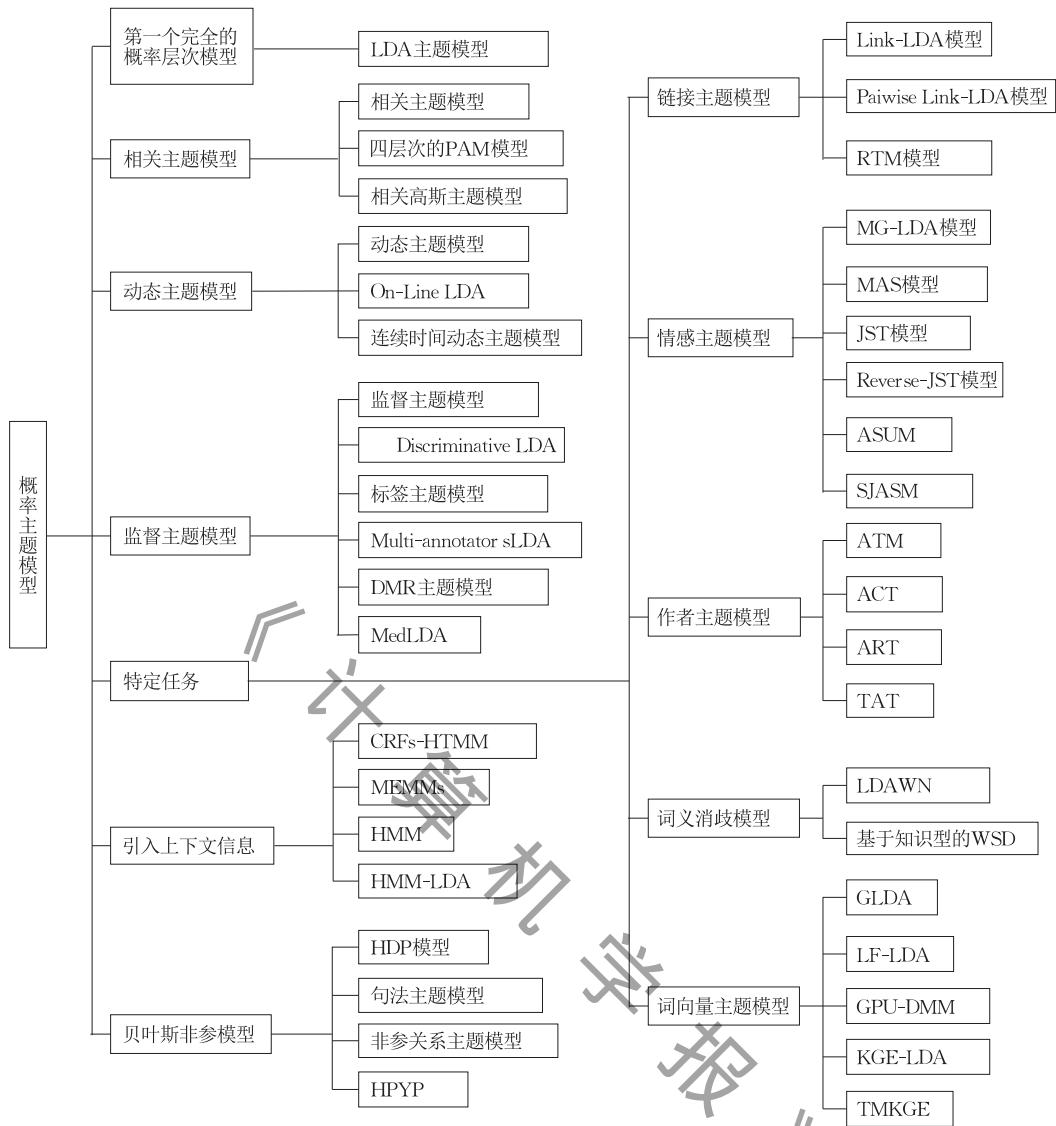 概率主题模型
第一个完全的
概率层次模型
LDA主题模型
相关主题模型
相关主题模型
四层次的PAM模型
相关高斯主题模型
动态主题模型
动态主题模型
On-Line LDA
连续时间动态主题模型
监督主题模型
监督主题模型
Discriminative LDA
标签主题模型
Multi-annotator sLDA
DMR主题模型
MedLDA
特定任务
链接主题模型
Link-LDA模型
Paiwise Link-LDA模型
RTM模型
情感主题模型
MG-LDA模型
MAS模型
JST模型
Reverse-JST模型
ASUM
SJASM
作者主题模型
ATM
ACT
ART
TAT
词义消歧模型
LDAWN
基于知识型的WSD
词向量主题模型
GLDA
LF-LDA
GPU-DMM
KGE-LDA
TMKGE
引入上下文信息
CRFs-HTMM
MEMMs
HMM
HMM-LDA
贝叶斯非参模型
HDP模型
句法主题模型
非参关系主题模型
HPYP
《计算机学报》